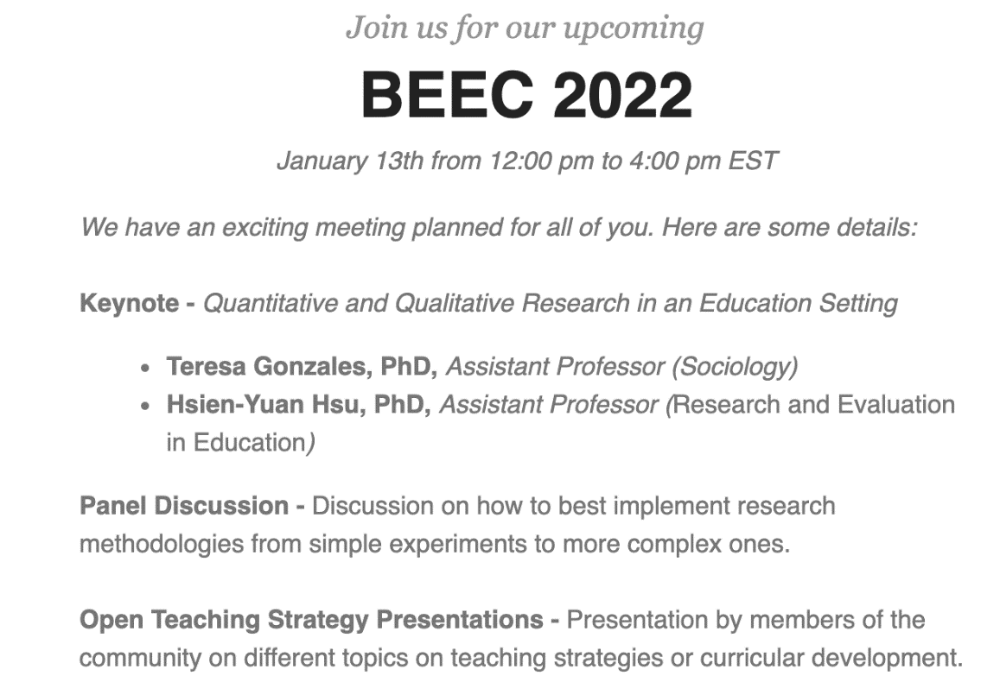 Join us for our upcoming
BEEC 2022
January 13th from 12:00 pm to 4:00 pm EST
We have an exciting meeting planned for all of you. Here are some details:
Keynote - Quantitative and Qualitative Research in an Education Setting
• Teresa Gonzales, PhD, Assistant Professor (Sociology)
• Hsien-Yuan Hsu, PhD, Assistant Professor (Research and Evaluation
in Education)
Panel Discussion - Discussion on how to best implement research
methodologies from simple experiments to more complex ones.
Open Teaching Strategy Presentations - Presentation by members of the
community on different topics on teaching strategies or curricular development.